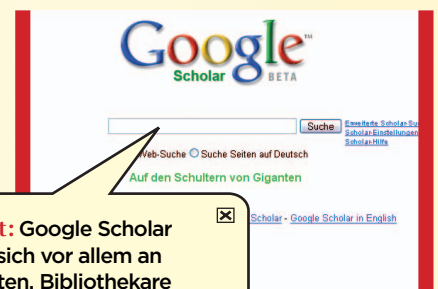 Google™
Scholar BETA
Suche
Erweiterte Scholar-Su
Scholar-Einstellungen
Scholar-Hilfe
Web-Suche Suche Seiten auf Deutsch
Auf den Schultern von Giganten
Scholar - Google Scholar in English
t: Google Scholar
sich vor allem an
ten, Bibliothekare